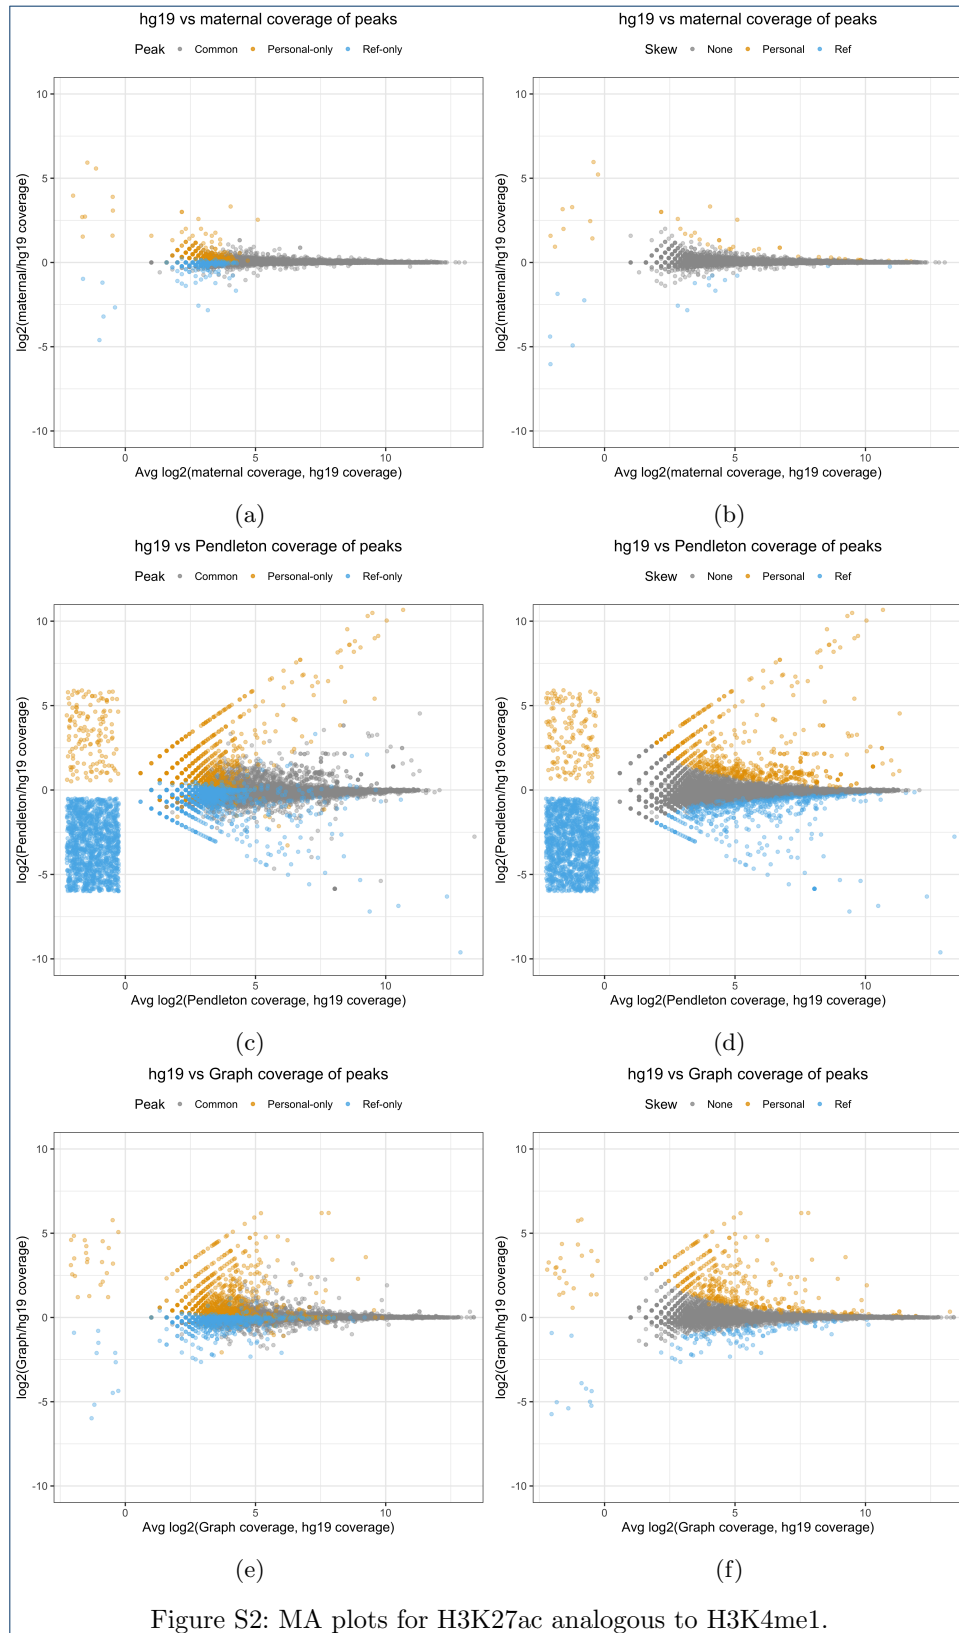 hg19 vs maternal coverage of peaks
Peak Common Personal-only Ref-only
10
5
0
-5
-10
log2(maternal/hg19 coverage)
0 5 10
Avg log2(maternal coverage, hg19 coverage)
(a)
hg19 vs maternal coverage of peaks
Skew None Personal Ref
10
5
0
-5
-10
log2(maternal/hg19 coverage)
0 5 10
Avg log2(maternal coverage, hg19 coverage)
(b)
hg19 vs Pendleton coverage of peaks
Peak Common Personal-only Ref-only
10
5
0
-5
-10
log2(Pendleton/hg19 coverage)
0 5 10
Avg log2(Pendleton coverage, hg19 coverage)
(c)
hg19 vs Pendleton coverage of peaks
Skew None Personal Ref
10
5
0
-5
-10
log2(Pendleton/hg19 coverage)
0 5 10
Avg log2(Pendleton coverage, hg19 coverage)
(d)
hg19 vs Graph coverage of peaks
Peak Common Personal-only Ref-only
10
5
0
-5
-10
log2(Graph/hg19 coverage)
0 5 10
Avg log2(Graph coverage, hg19 coverage)
(e)
hg19 vs Graph coverage of peaks
Skew None Personal Ref
10
5
0
-5
-10
log2(Graph/hg19 coverage)
0 5 10
Avg log2(Graph coverage, hg19 coverage)
(f)
Figure S2: MA plots for H3K27ac analogous to H3K4me1.